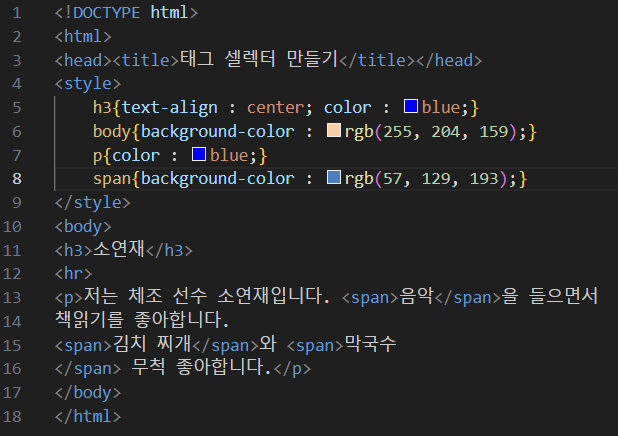 1 <!DOCTYPE html>
2 <html>
3 <head><title>태그 셀렉터 만들기</title></head>
4 <style>
5 h3{text-align : center; color : blue;}
6 body{background-color : rgb(255, 204, 159);}
7 p{color : blue;}
8 span{background-color : rgb(57, 129, 193);}
9 </style>
10 <body>
11 <h3>소연재</h3>
12 <hr>
13 <p>저는 체조 선수 소연재입니다. <span>음악</span>을 들으면서
14 책읽기를 좋아합니다.
15 <span>김치 찌개</span>와 <span>막국수
16 </span> 무척 좋아합니다.</p>
17 </body>
18 </html>